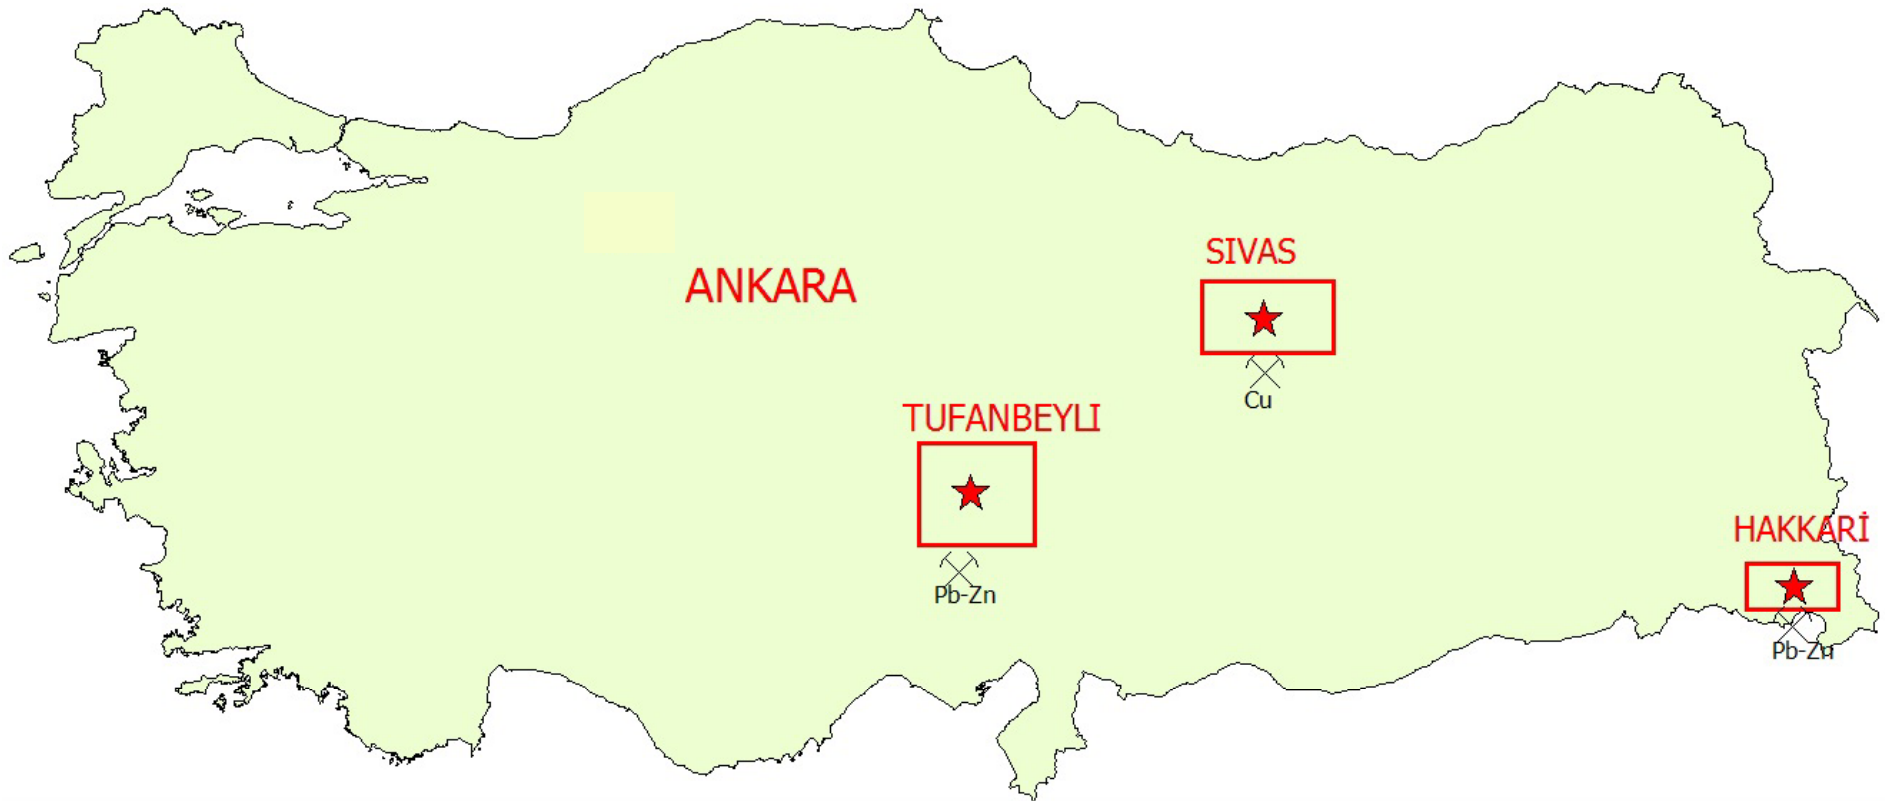 SIVAS
ANKARA
Cu
TUFANBEYLI
HAKKARİ
Pb-Zn
Pb-Zn